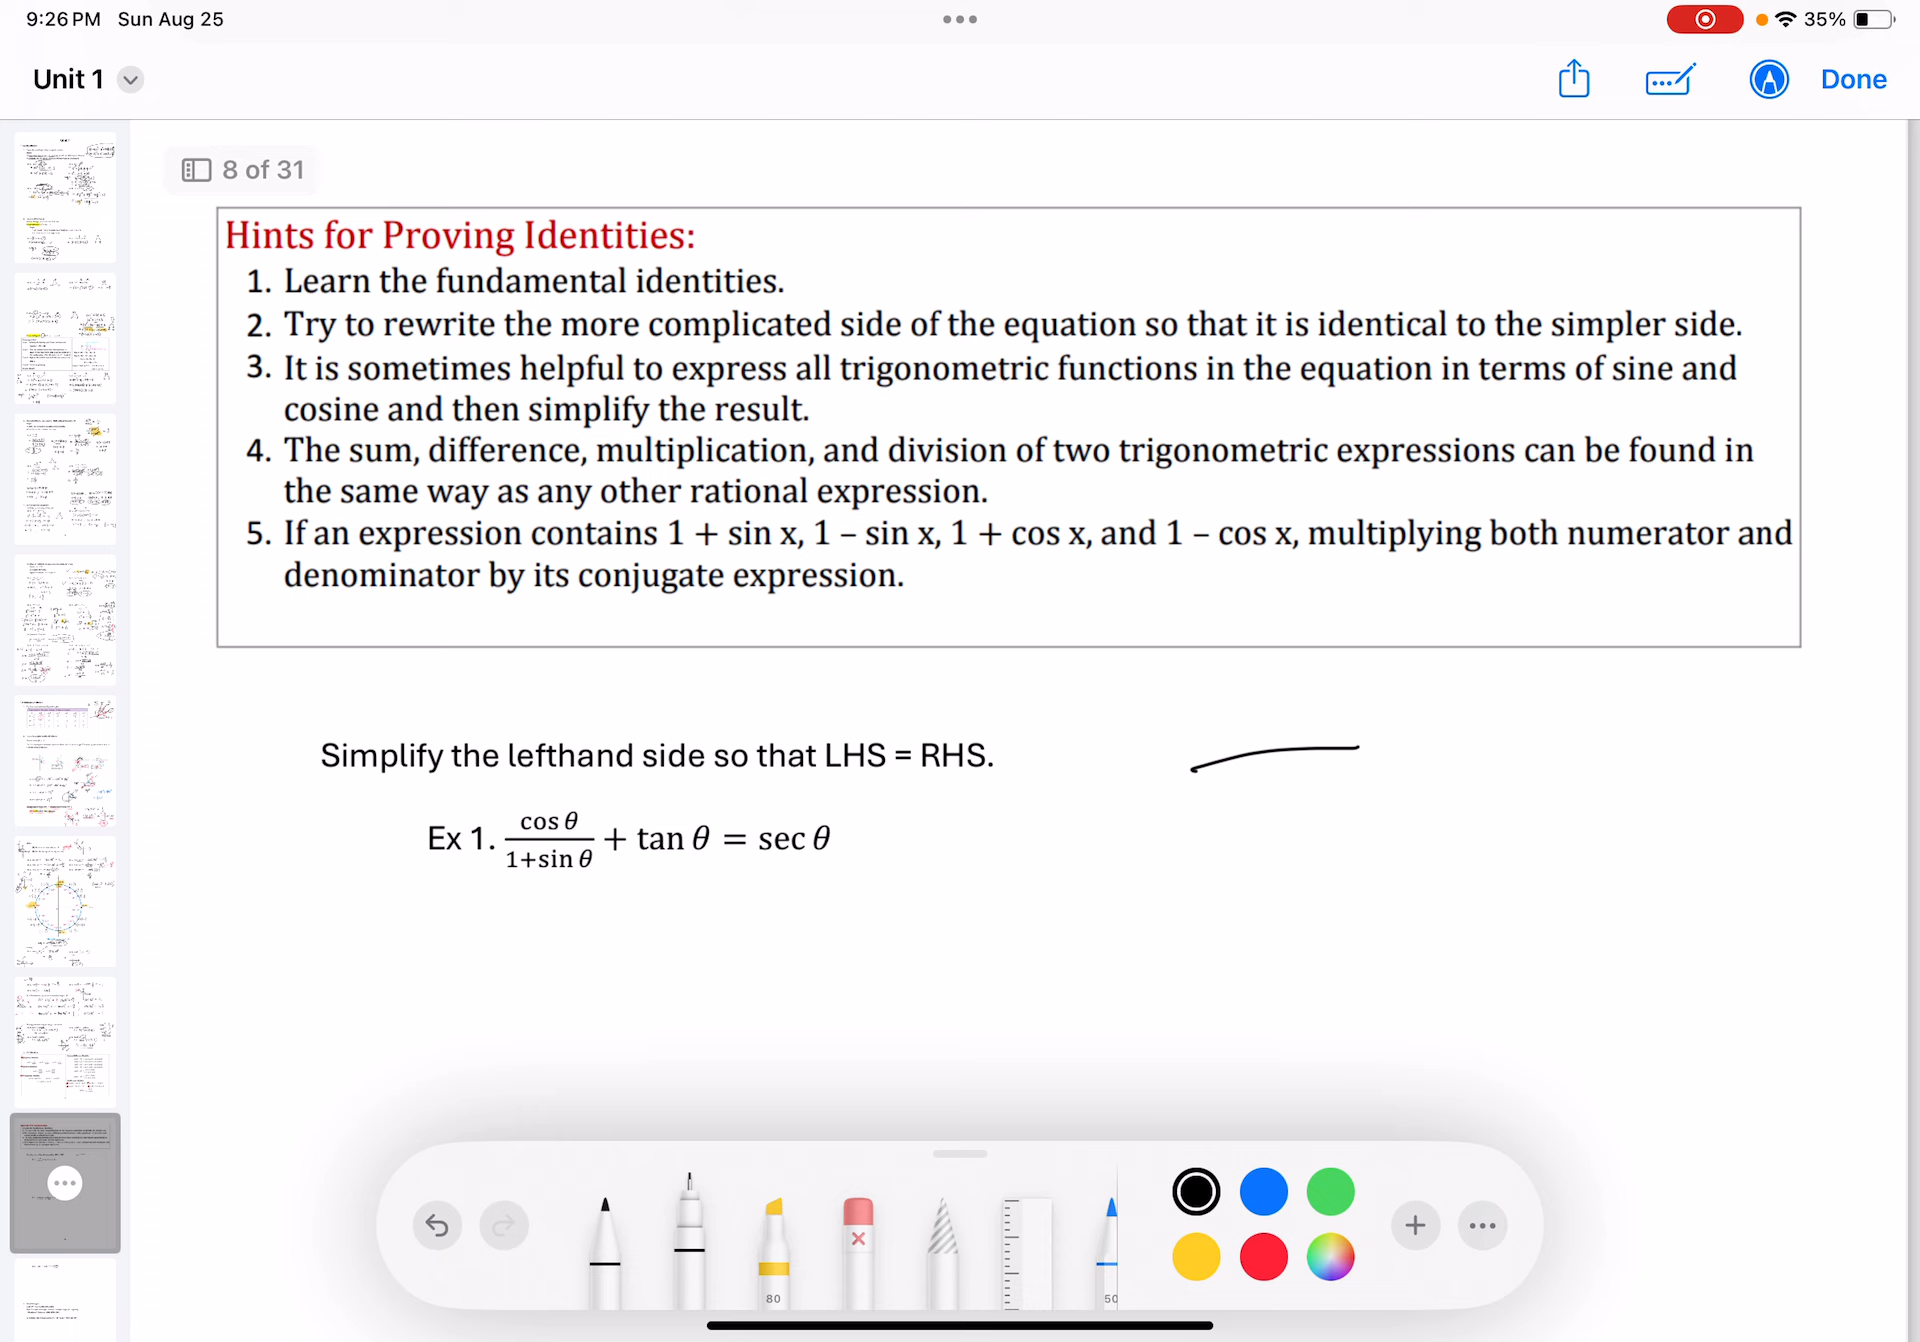 9:26 PM Sun Aug 25
35%
Unit 1
Done
8 of 31
Hints for Proving Identities:
1. Learn the fundamental identities.
2. Try to rewrite the more complicated side of the equation so that it is identical to the simpler side.
3. It is sometimes helpful to express all trigonometric functions in the equation in terms of sine and
cosine and then simplify the result.
4. The sum, difference, multiplication, and division of two trigonometric expressions can be found in
the same way as any other rational expression.
5. If an expression contains 1 + sin x, 1 – sin x, 1 + cos x, and 1 – cos x, multiplying both numerator and
denominator by its conjugate expression.
Simplify the lefthand side so that LHS = RHS.
Ex 1. cos θ / 1+sin θ + tan θ = sec θ
80
50